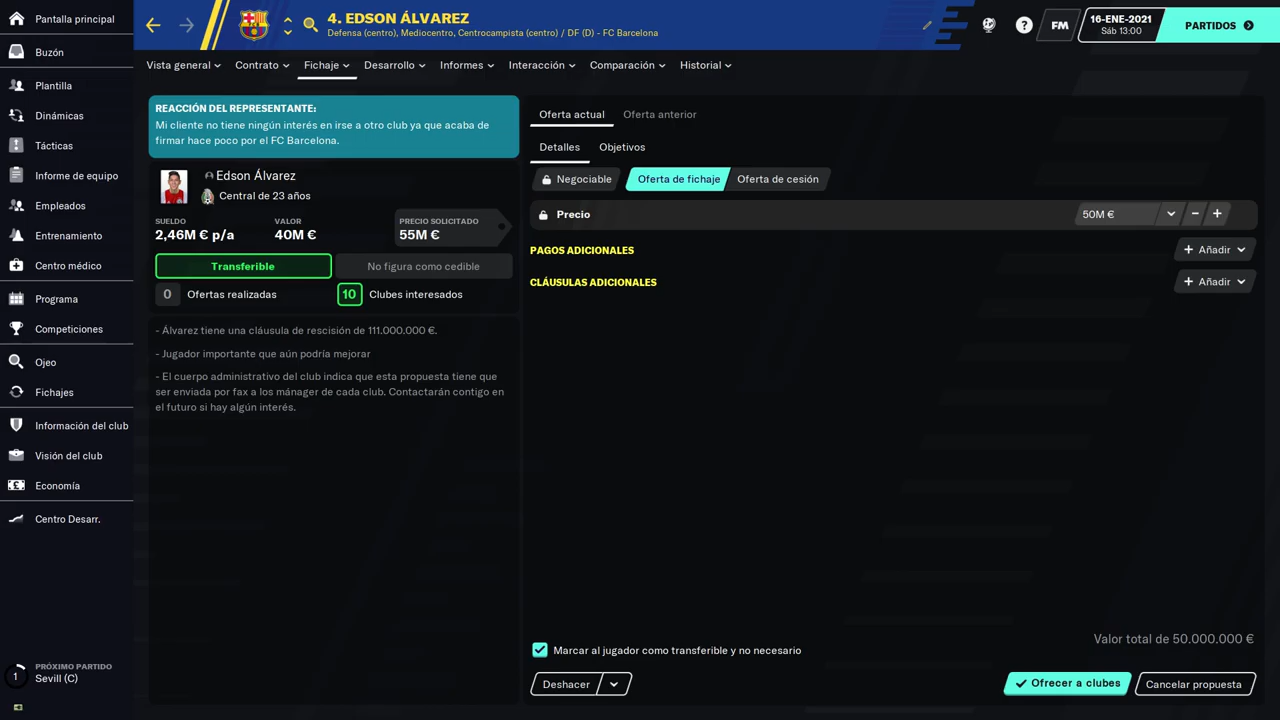 Pantalla principal
Buzón
Plantilla
Dinámicas
Tácticas
Informe de equipo
Empleados
Entrenamiento
Centro médico
Programa
Competiciones
Ojeo
Fichajes
Información del club
Visión del club
Economía
Centro Desarr.
1
PRÓXIMO PARTIDO
Sevill (C)
4. EDSON ÁLVAREZ
Defensa (centro), Mediocentro, Centrocampista (centro) / DF (D) - FC Barcelona
FM
16-ENE-2021
Sáb 13:00
PARTIDOS
Vista general Contrato Fichaje Desarrollo Informes Interacción Comparación Historial
REACCIÓN DEL REPRESENTANTE:
Mi cliente no tiene ningún interés en irse a otro club ya que acaba de
firmar hace poco por el FC Barcelona.
Edson Álvarez
Central de 23 años
SUELDO VALOR PRECIO SOLICITADO
2,46M € p/a 40M € 55M €
Transferible No figura como cedible
0 Ofertas realizadas 10 Clubes interesados
- Álvarez tiene una cláusula de rescisión de 111.000.000 €.
- Jugador importante que aún podría mejorar
- El cuerpo administrativo del club indica que esta propuesta tiene que
ser enviada por fax a los mánager de cada club. Contactarán contigo en
el futuro si hay algún interés.
Oferta actual Oferta anterior
Detalles Objetivos
Negociable Oferta de fichaje Oferta de cesión
Precio 50M € - +
PAGOS ADICIONALES + Añadir
CLÁUSULAS ADICIONALES + Añadir
Valor total de 50.000.000 €
Marcar al jugador como transferible y no necesario
Deshacer Ofrecer a clubes Cancelar propuesta